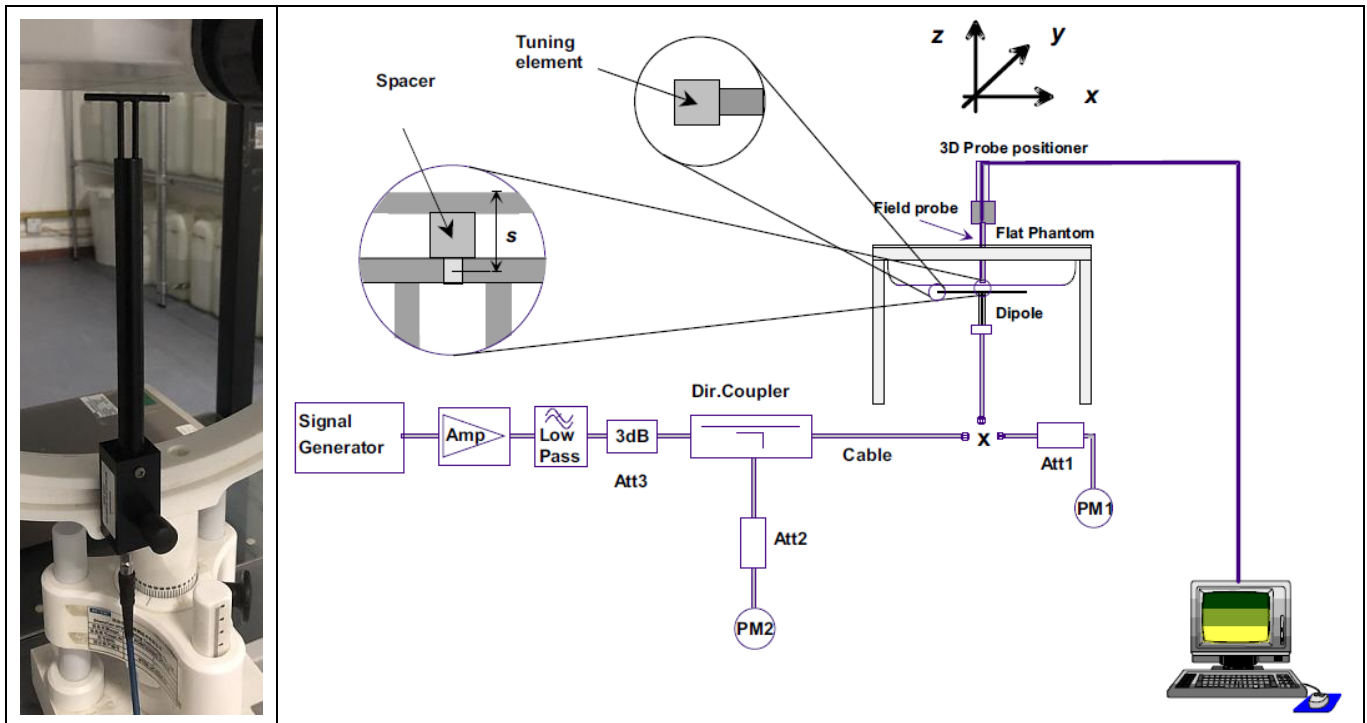 Tuning
element
Spacer
s
z
y
x
3D Probe positioner
Field probe
Flat Phantom
Dipole
Dir.Coupler
Signal
Generator
Amp
Low
Pass
3dB
Att3
Cable
x
Att1
PM1
Att2
PM2